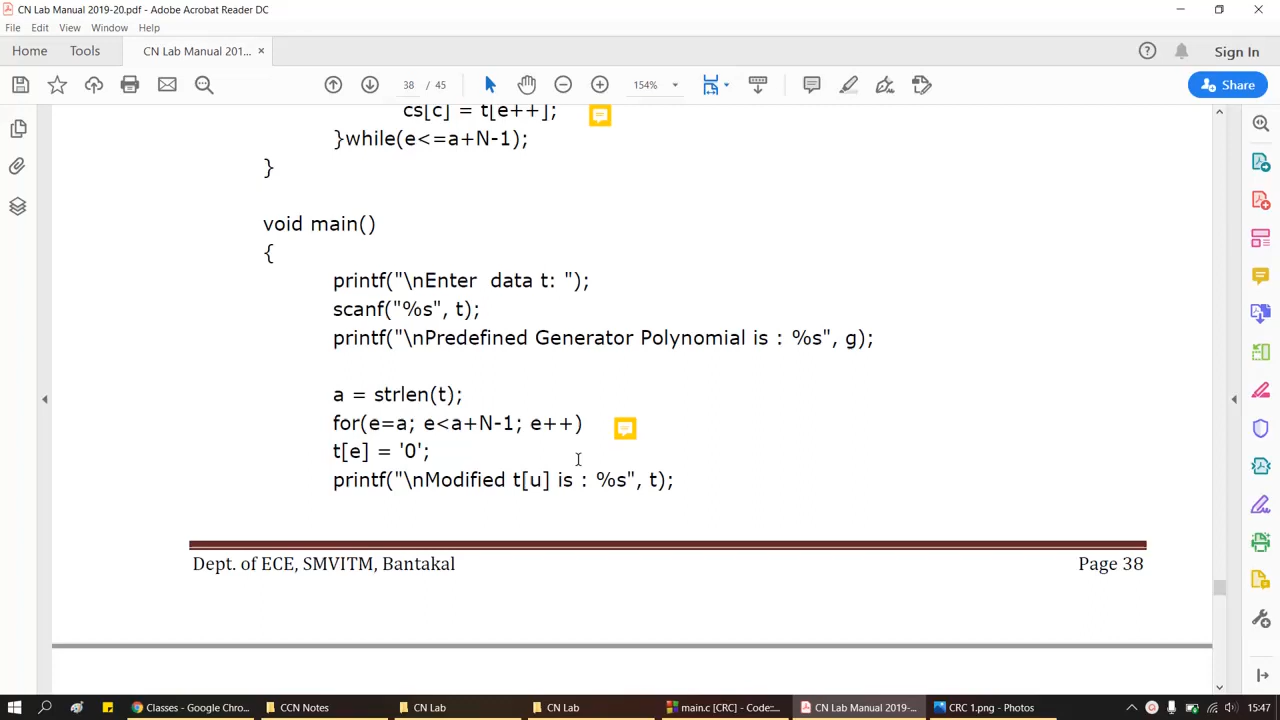 CN Lab Manual 2019-20.pdf - Adobe Acrobat Reader DC
File Edit View Window Help
Home Tools CN Lab Manual 201... × Sign In
38 / 45 154% Share
cs[c] = t[e++];
}while(e<=a+N-1);
}
void main()
{
printf("\nEnter  data t: ");
scanf("%s", t);
printf("\nPredefined Generator Polynomial is : %s", g);
a = strlen(t);
for(e=a; e<a+N-1; e++)
t[e] = '0';
printf("\nModified t[u] is : %s", t);
Dept. of ECE, SMVITM, Bantakal Page 38
Classes - Google Chro... CCN Notes CN Lab CN Lab main.c [CRC] - Code:... CN Lab Manual 2019-... CRC 1.png - Photos 15:47